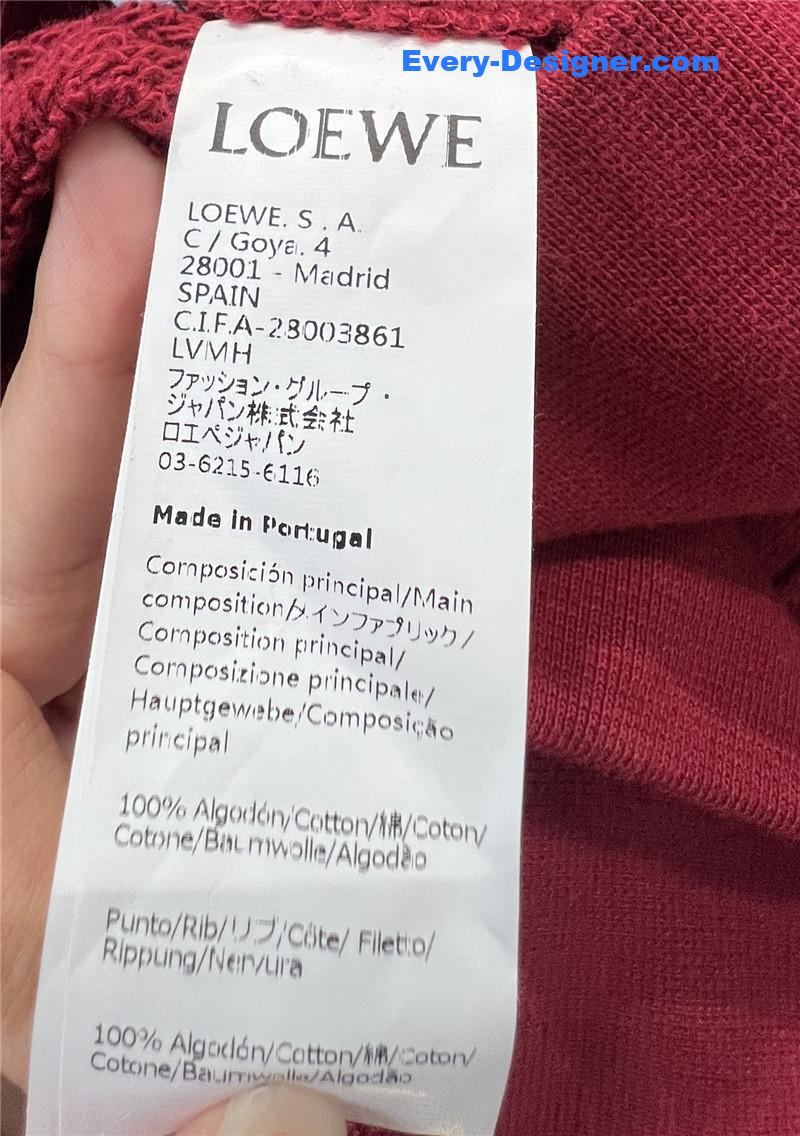 Every-Designer.com
LOEWE
LOEWE. S . A.
C / Goya. 4
28001 - Madrid
SPAIN
C.I.F.A-28003861
LVMH
ファッション・グループ・
ジャパン株式会社
ロエベジャパン
03-6215-6116
Made in Portugal
Composición principal/Main
composition/メインファブリック/
Composition principal/
Composizione principale/
Hauptgewebe/Composição
principal
100% Algodón/Cotton/綿/Coton/
Cotone/Baumwolle/Algodão
Punto/Rib/リブ/Côte/ Filetto/
Rippung/Nervura
100% Algodón/Cotton/綿/Coton/
Cotone/Baumwolle/Algodão